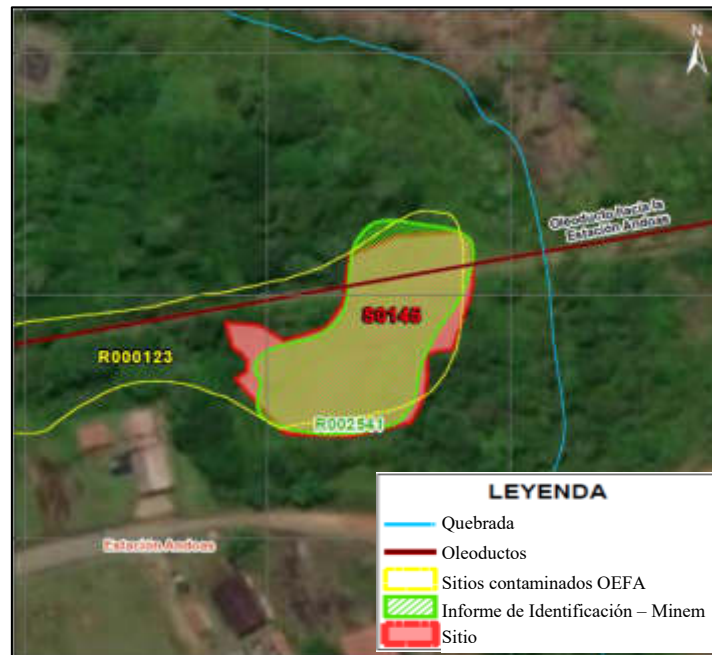 N
Oleoducto hacia la
Estación Andoas
S0146
R000123
R002541
Estación Andoas
LEYENDA
Quebrada
Oleoductos
Sitios contaminados OEFA
Informe de Identificación – Minem
Sitio